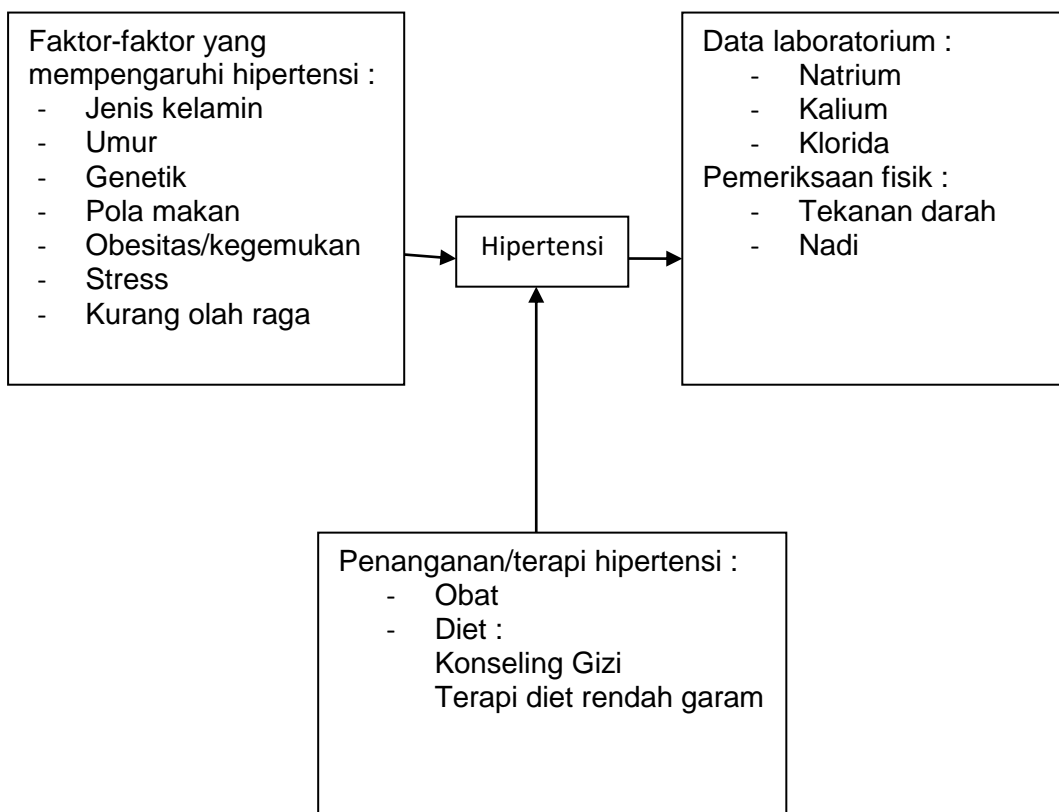 Faktor-faktor yang
mempengaruhi hipertensi :
- Jenis kelamin
- Umur
- Genetik
- Pola makan
- Obesitas/kegemukan
- Stress
- Kurang olah raga
Hipertensi
Data laboratorium :
- Natrium
- Kalium
- Klorida
Pemeriksaan fisik :
- Tekanan darah
- Nadi
Penanganan/terapi hipertensi :
- Obat
- Diet :
Konseling Gizi
Terapi diet rendah garam